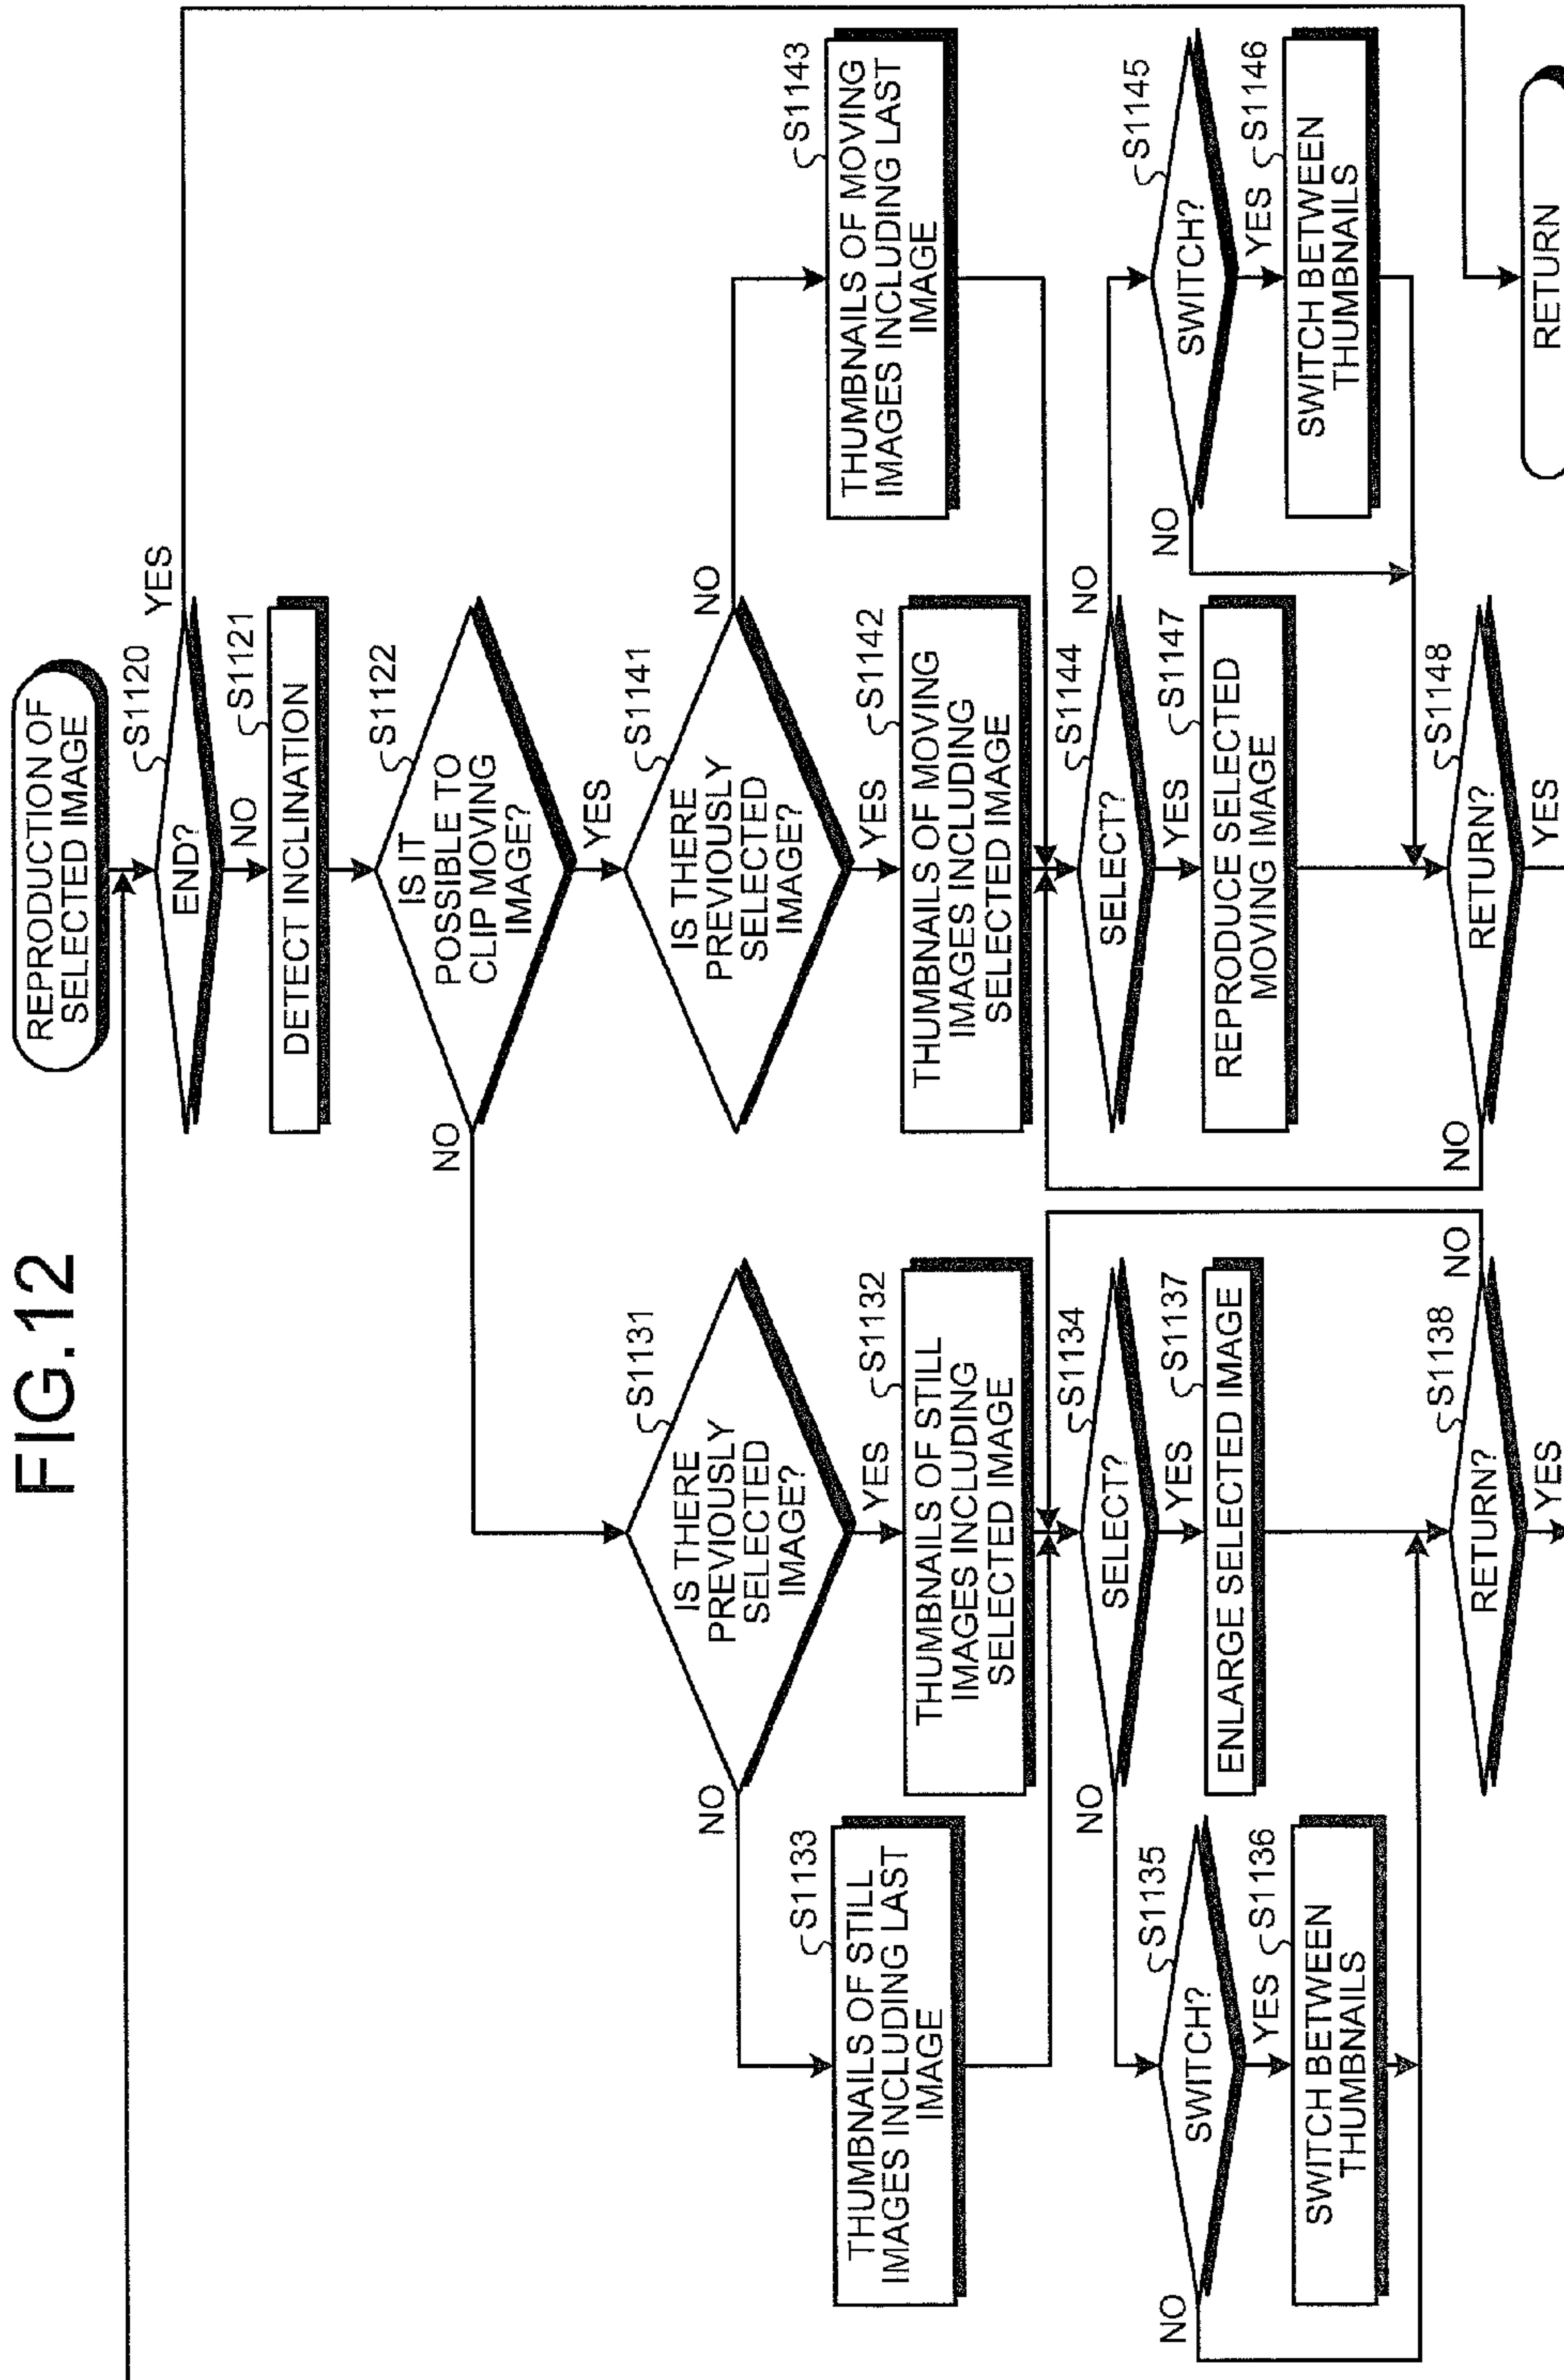 FIG.12
REPRODUCTION OF
SELECTED IMAGE
S1120
END?
YES
NO
S1121
DETECT INCLINATION
S1122
IS IT
POSSIBLE TO
CLIP MOVING
IMAGE?
NO
YES
S1131
IS THERE
PREVIOUSLY
SELECTED
IMAGE?
NO
YES
S1133
THUMBNAILS OF STILL
IMAGES INCLUDING LAST
IMAGE
S1132
THUMBNAILS OF STILL
IMAGES INCLUDING
SELECTED IMAGE
S1134
SELECT?
NO
YES
S1135
SWITCH?
NO
YES
S1136
SWITCH BETWEEN
THUMBNAILS
S1137
ENLARGE SELECTED IMAGE
S1138
RETURN?
NO
YES
S1141
IS THERE
PREVIOUSLY
SELECTED
IMAGE?
NO
YES
S1143
THUMBNAILS OF MOVING
IMAGES INCLUDING LAST
IMAGE
S1142
THUMBNAILS OF MOVING
IMAGES INCLUDING
SELECTED IMAGE
S1144
SELECT?
NO
YES
S1145
SWITCH?
NO
YES
S1146
SWITCH BETWEEN
THUMBNAILS
S1147
REPRODUCE SELECTED
MOVING IMAGE
S1148
RETURN?
NO
YES
RETURN